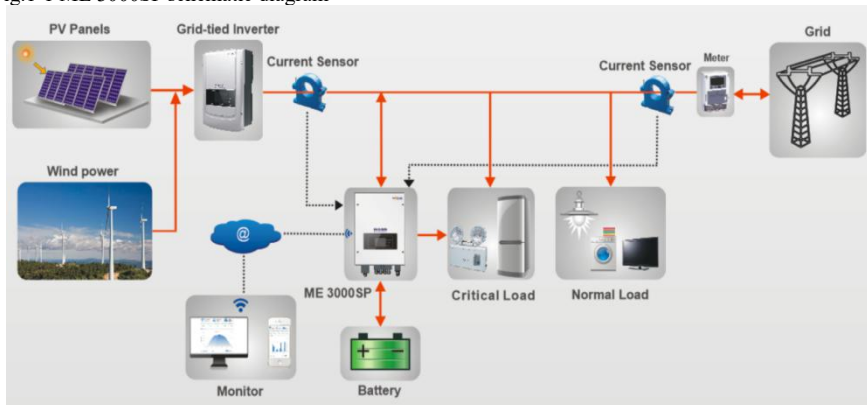 PV Panels
Grid-tied Inverter
Current Sensor
Current Sensor
Meter
Grid
Wind power
@
ME 3000SP
Critical Load
Normal Load
Monitor
Battery